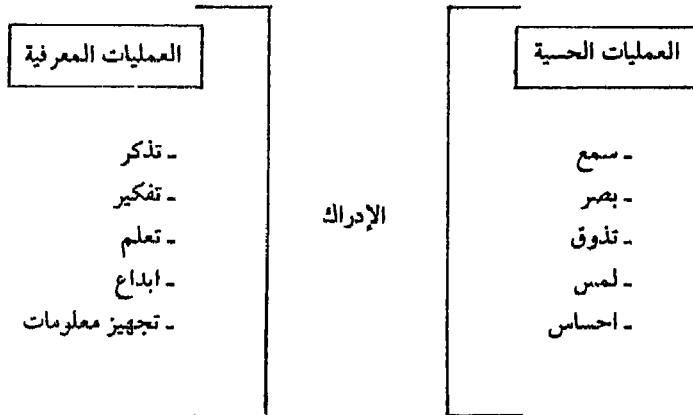 العمليات الحسية
- سمع
- بصر
- تذوق
- لمس
- احساس
الإدراك
العمليات المعرفية
- تذكر
- تفكير
- تعلم
- ابداع
- تجهيز معلومات